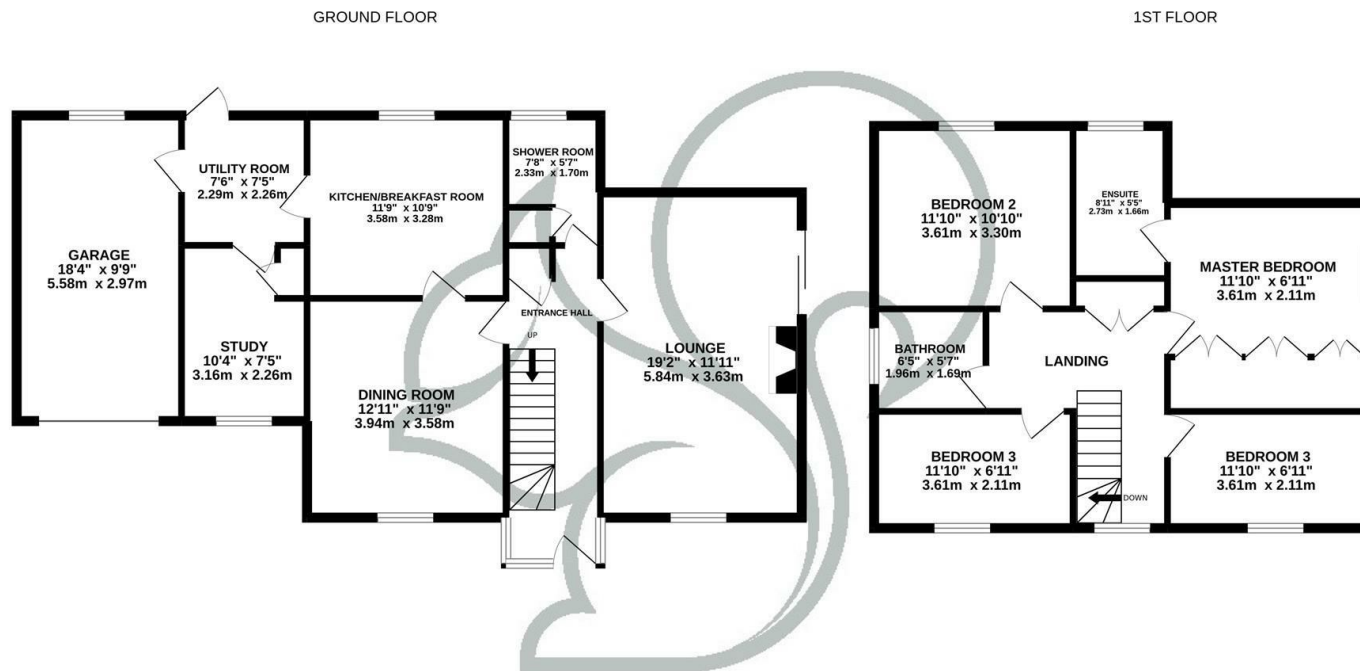 GROUND FLOOR
1ST FLOOR
GARAGE
18'4" x 9'9"
5.58m x 2.97m
UTILITY ROOM
7'6" x 7'5"
2.29m x 2.26m
KITCHEN/BREAKFAST ROOM
11'9" x 10'9"
3.58m x 3.28m
SHOWER ROOM
7'8" x 5'7"
2.33m x 1.70m
STUDY
10'4" x 7'5"
3.16m x 2.26m
DINING ROOM
12'11" x 11'9"
3.94m x 3.58m
ENTRANCE HALL
UP
LOUNGE
19'2" x 11'11"
5.84m x 3.63m
BEDROOM 2
11'10" x 10'10"
3.61m x 3.30m
ENSUITE
8'11" x 5'5"
2.73m x 1.66m
MASTER BEDROOM
11'10" x 6'11"
3.61m x 2.11m
BATHROOM
6'5" x 5'7"
1.96m x 1.69m
LANDING
BEDROOM 3
11'10" x 6'11"
3.61m x 2.11m
DOWN
BEDROOM 3
11'10" x 6'11"
3.61m x 2.11m